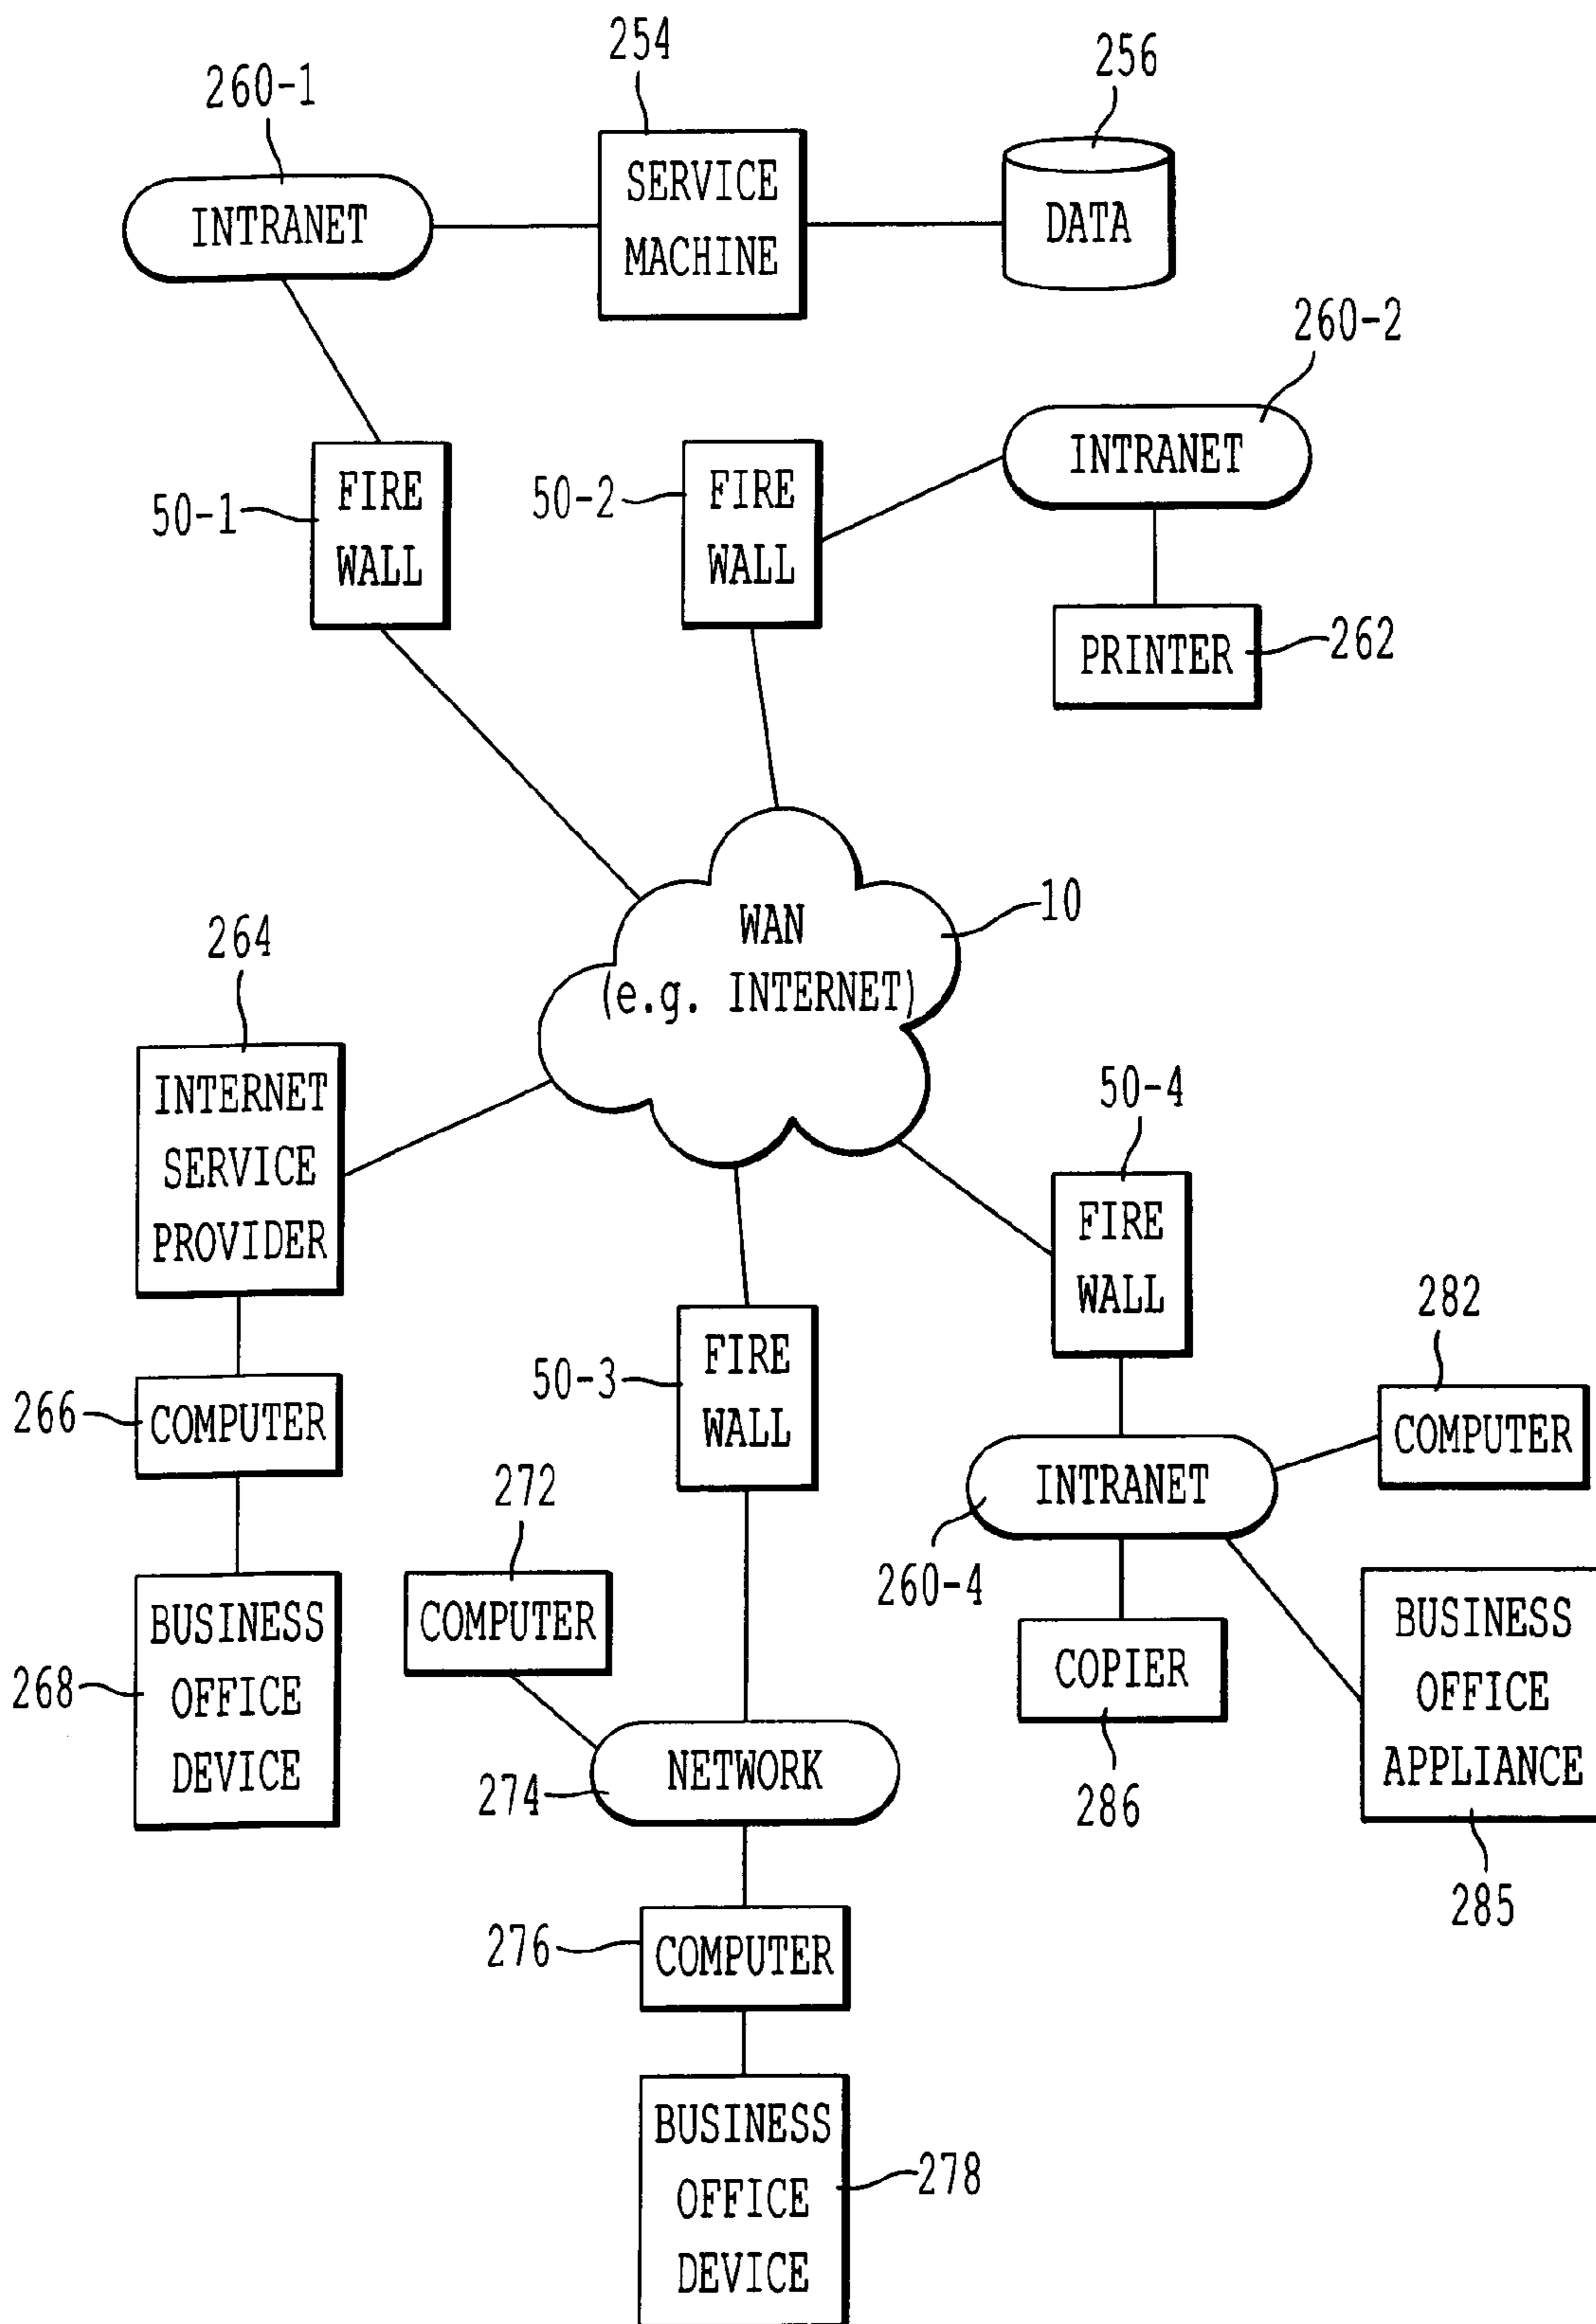 254
256
260-1
SERVICE
MACHINE
INTRANET
DATA
260-2
INTRANET
50-1
FIRE
WALL
50-2
FIRE
WALL
PRINTER
262
10
WAN
(e.g. INTERNET)
264
INTERNET
SERVICE
PROVIDER
50-4
FIRE
WALL
282
COMPUTER
50-3
FIRE
WALL
266
COMPUTER
INTRANET
260-4
272
COMPUTER
268
BUSINESS
OFFICE
DEVICE
COPIER
286
BUSINESS
OFFICE
APPLIANCE
285
NETWORK
274
276
COMPUTER
BUSINESS
OFFICE
DEVICE
278